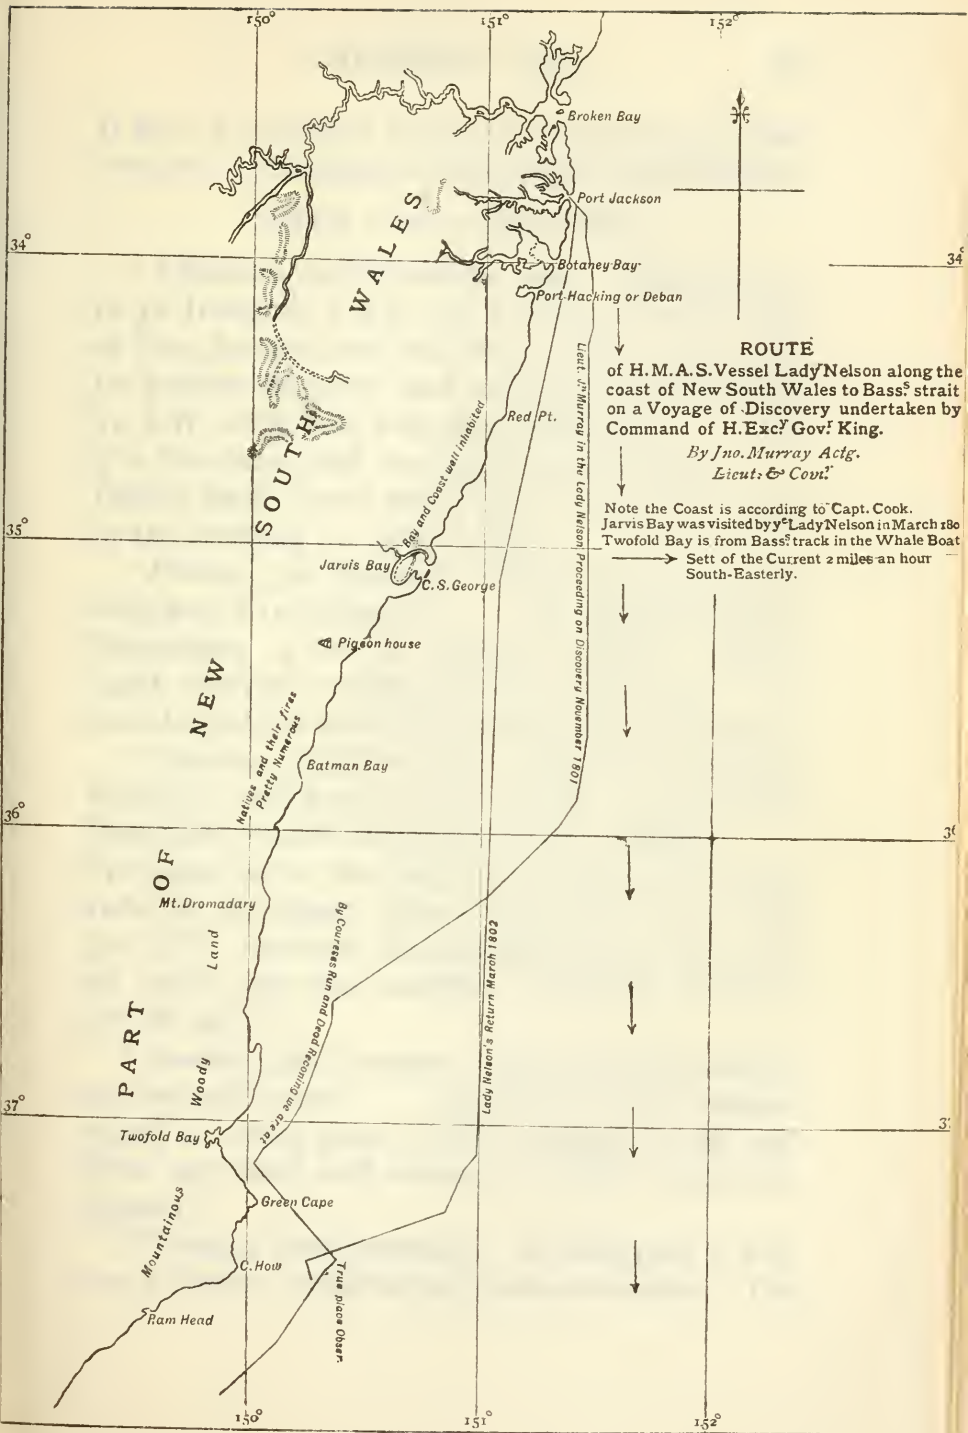 150°
151°
152°
Broken Bay
Port Jackson
34°
34°
Botaney Bay
Port Hacking or Deban
ROUTE
of H.M.A.S. Vessel Lady Nelson along the
coast of New South Wales to Bass.s strait
on a Voyage of Discovery undertaken by
Command of H.Excy Govr King.
By Jno. Murray Actg.
Lieut: & Comr.
Note the Coast is according to Capt. Cook.
Jarvis Bay was visited by ye Lady Nelson in March 180
Twofold Bay is from Bass.s track in the Whale Boat
Sett of the Current 2 miles an hour
South-Easterly.
PART OF NEW SOUTH WALES
Red Pt.
Bay and Coast well inhabited
Lieut. Jn Murray in the Lady Nelson Proceeding on Discovery November 1801
35°
Jarvis Bay
C. S. George
Pigeon house
Natives and their fires
Pretty Numerous
Batman Bay
36°
36
Mt. Dromadary
Woody Land
By Coureses Run and Dead Reconing we are at
Lady Nelson's Return March 1802
37°
37
Twofold Bay
Green Cape
Mountainous
C. How
Ram Head
True place Obser.
150°
151°
152°